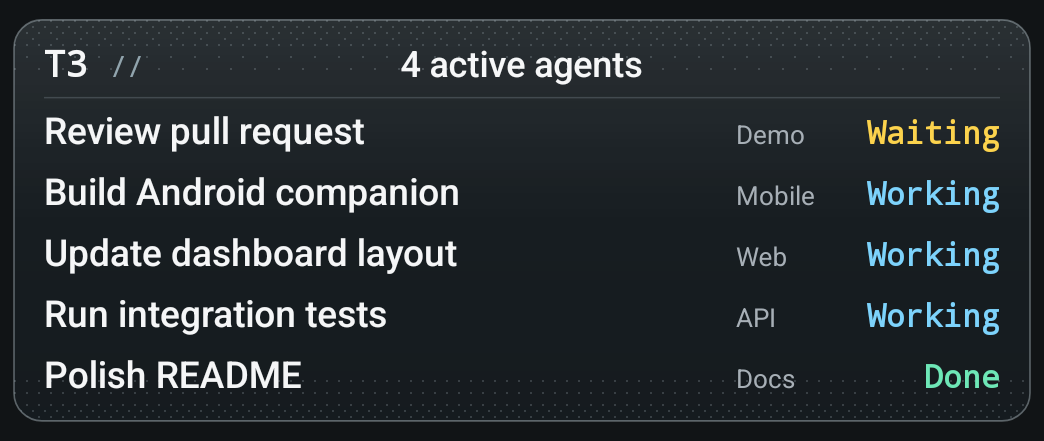 T3 // 4 active agents
Review pull request Demo Waiting
Build Android companion Mobile Working
Update dashboard layout Web Working
Run integration tests API Working
Polish README Docs Done